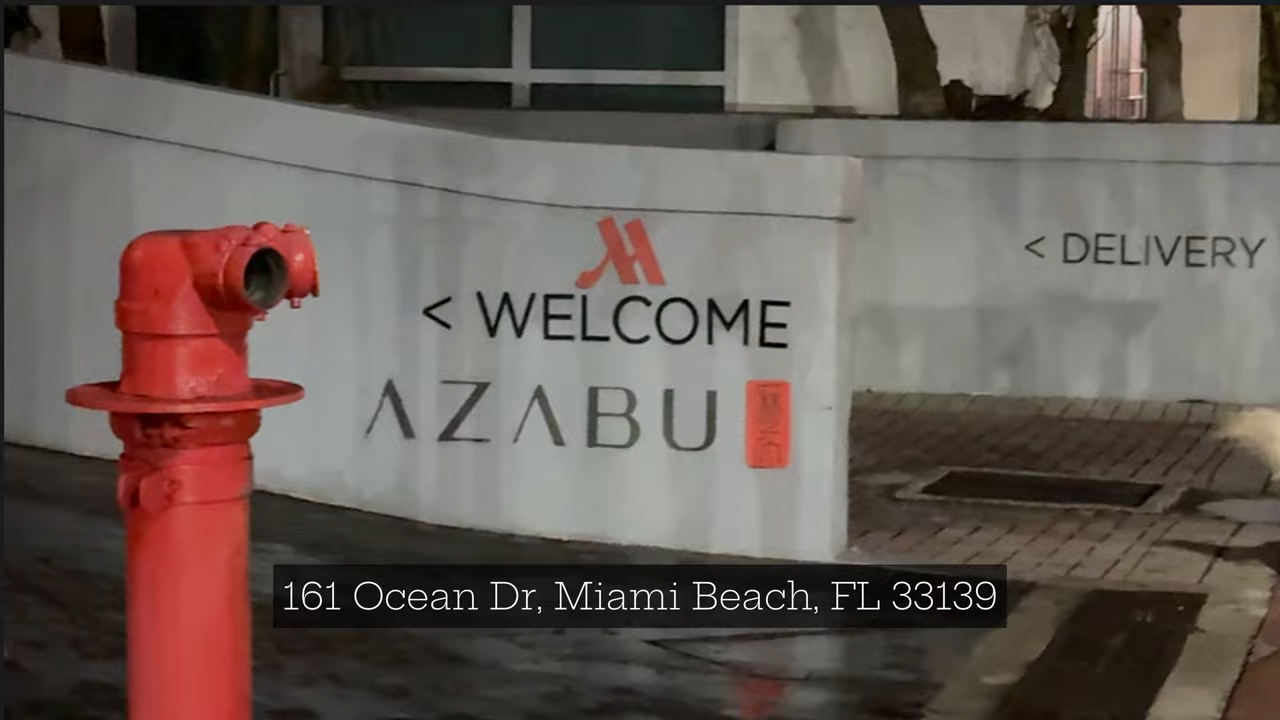 < WELCOME
AZABU
< DELIVERY
161 Ocean Dr, Miami Beach, FL 33139